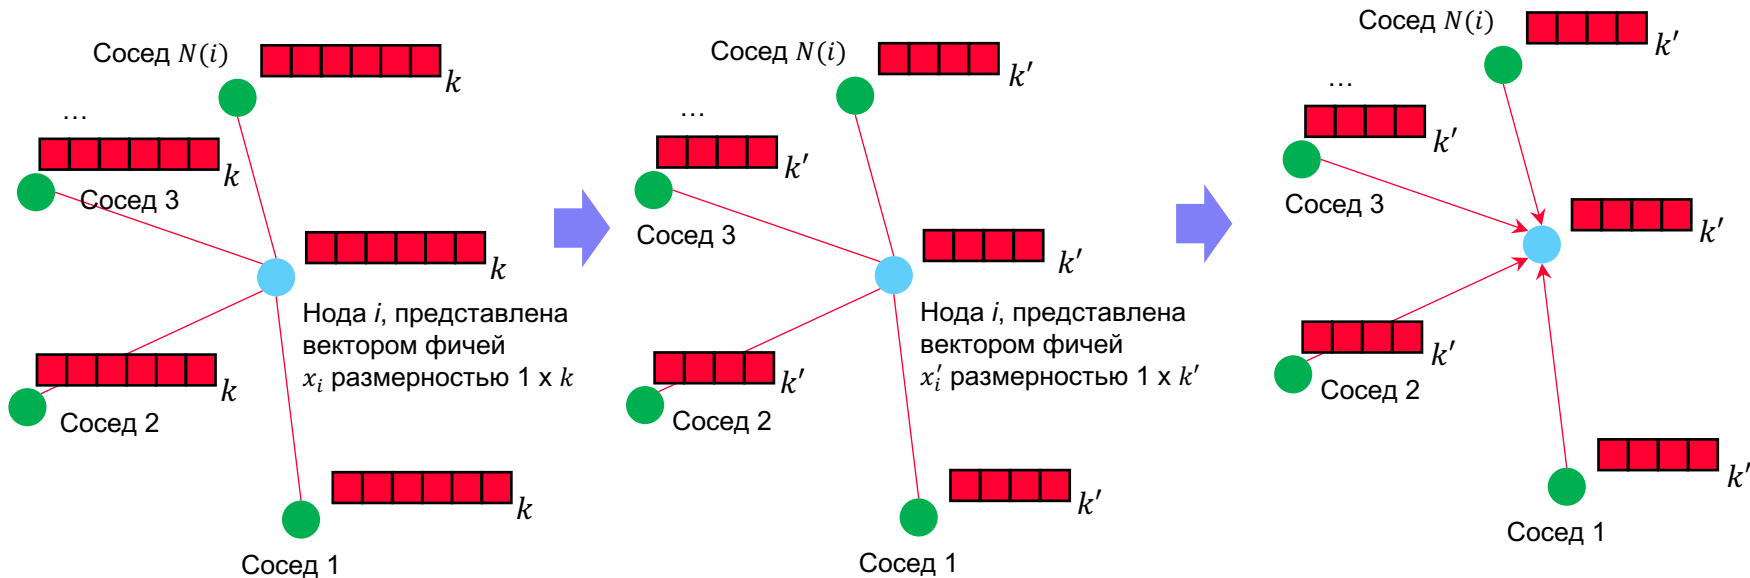 Сосед N(i)
k
…
k
Сосед 3
k
Нода i, представлена
вектором фичей
x_i размерностью 1 x k
k
Сосед 2
k
Сосед 1
Сосед N(i)
k′
…
k′
Сосед 3
k′
Нода i, представлена
вектором фичей
x′_i размерностью 1 x k′
k′
Сосед 2
k′
Сосед 1
Сосед N(i)
k′
…
k′
Сосед 3
k′
k′
Сосед 2
k′
Сосед 1